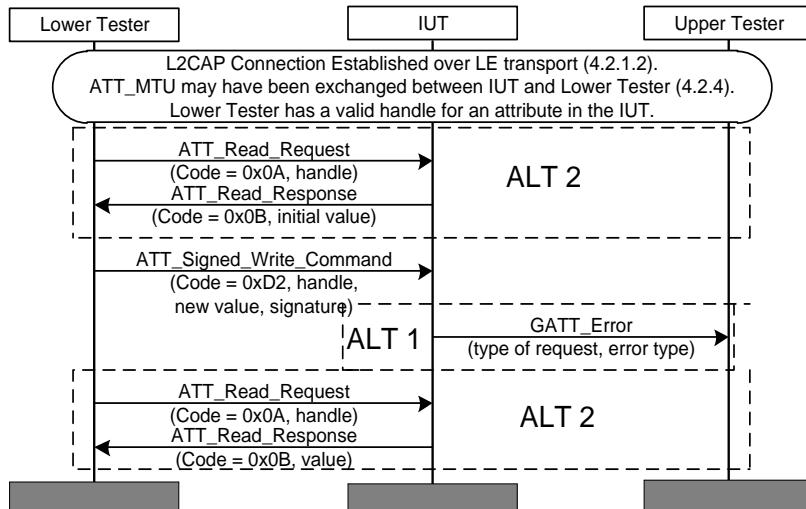 Lower Tester
IUT
Upper Tester
L2CAP Connection Established over LE transport (4.2.1.2).
ATT_MTU may have been exchanged between IUT and Lower Tester (4.2.4).
Lower Tester has a valid handle for an attribute in the IUT.
ATT_Read_Request
(Code = 0x0A, handle)
ATT_Read_Response
(Code = 0x0B, initial value)
ALT 2
ATT_Signed_Write_Command
(Code = 0xD2, handle,
new value, signature)
ALT 1
GATT_Error
(type of request, error type)
ATT_Read_Request
(Code = 0x0A, handle)
ATT_Read_Response
(Code = 0x0B, value)
ALT 2